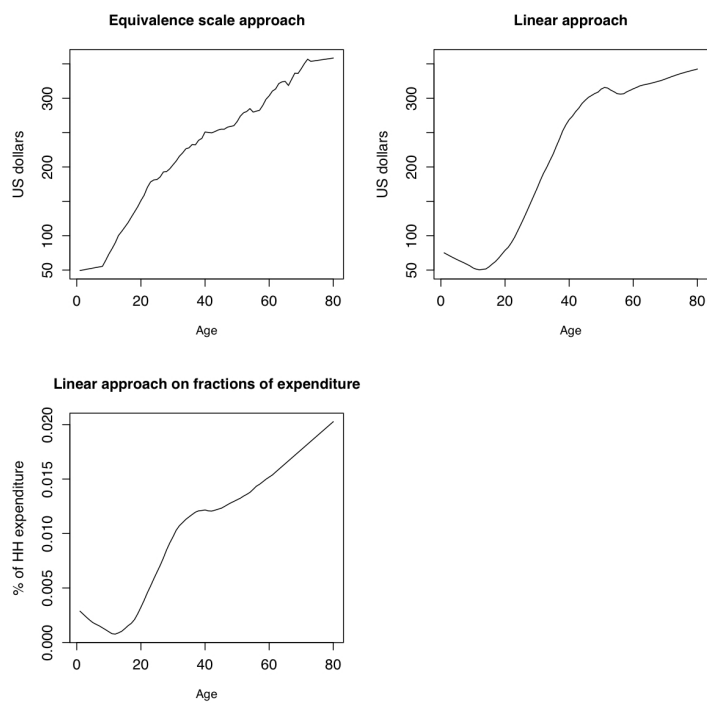 Equivalence scale approach
US dollars
50 100 200 300
0 20 40 60 80
Age
Linear approach
US dollars
50 100 200 300
0 20 40 60 80
Age
Linear approach on fractions of expenditure
% of HH expenditure
0.000 0.005 0.010 0.015 0.020
0 20 40 60 80
Age